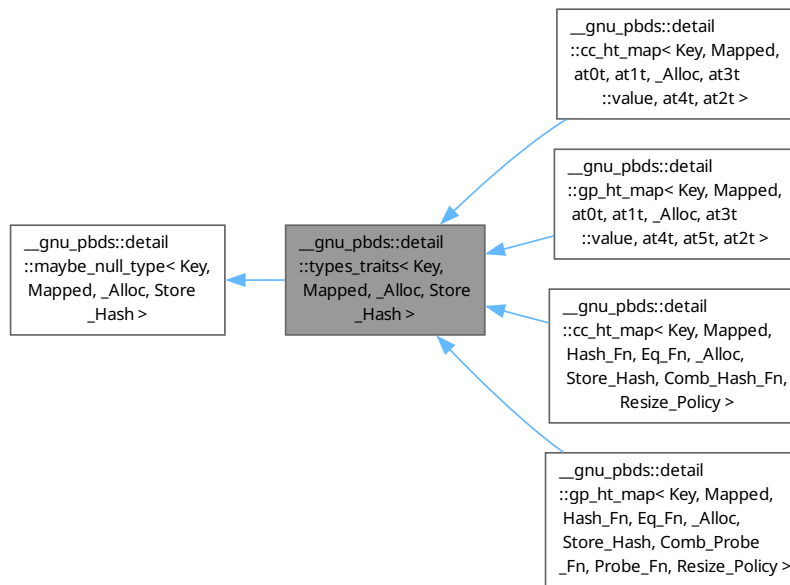 __gnu_pbds::detail
::cc_ht_map< Key, Mapped,
at0t, at1t, _Alloc, at3t
::value, at4t, at2t >
__gnu_pbds::detail
::gp_ht_map< Key, Mapped,
at0t, at1t, _Alloc, at3t
::value, at4t, at5t, at2t >
__gnu_pbds::detail
::maybe_null_type< Key,
Mapped, _Alloc, Store
_Hash >
__gnu_pbds::detail
::types_traits< Key,
Mapped, _Alloc, Store
_Hash >
__gnu_pbds::detail
::cc_ht_map< Key, Mapped,
Hash_Fn, Eq_Fn, _Alloc,
Store_Hash, Comb_Hash_Fn,
Resize_Policy >
__gnu_pbds::detail
::gp_ht_map< Key, Mapped,
Hash_Fn, Eq_Fn, _Alloc,
Store_Hash, Comb_Probe
_Fn, Probe_Fn, Resize_Policy >